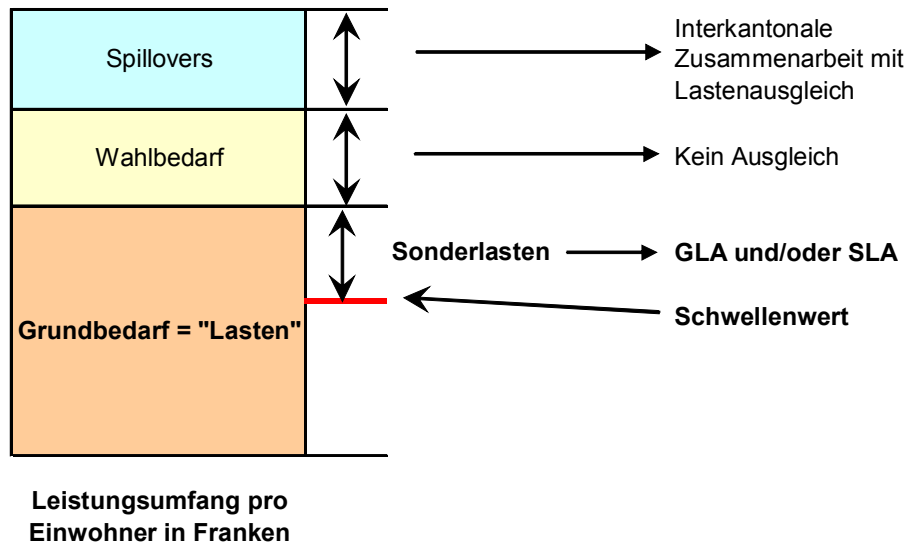 Spillovers
Interkantonale
Zusammenarbeit mit
Lastenausgleich
Wahlbedarf
Kein Ausgleich
Sonderlasten
GLA und/oder SLA
Schwellenwert
Grundbedarf = "Lasten"
Leistungsumfang pro
Einwohner in Franken